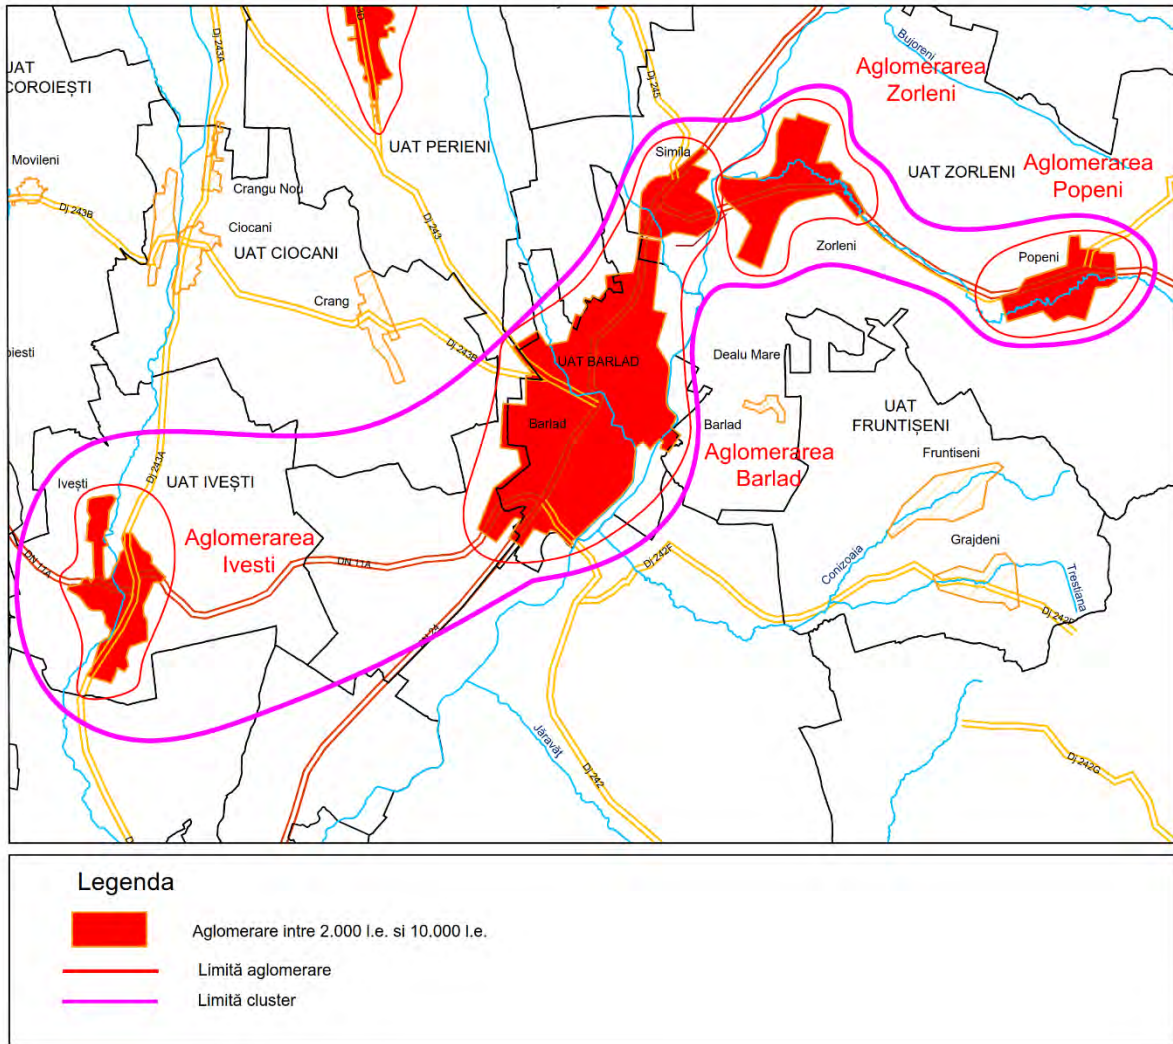 Dj 243A
Dj 245
Bujoreni
Aglomerarea
Zorleni
UAT
COROIEȘTI
UAT PERIENI
Simila
Movileni
UAT ZORLENI
Aglomerarea
Popeni
Crangu Nou
Dj 243B
Dj 243
Ciocani
UAT CIOCANI
Zorleni
Popeni
Crang
Dj 243B
UAT BARLAD
Dealu Mare
Barlad
Barlad
UAT
FRUNTIȘENI
Aglomerarea
Barlad
Fruntiseni
Dj 243A
Ivești
UAT IVEȘTI
Aglomerarea
Ivesti
DN 11A
DN 11A
Dj 242F
Grajdeni
Conizoaia
Trestiana
Jăravăț
Dj 242
Dj 242G
Legenda
Aglomerare intre 2.000 l.e. si 10.000 l.e.
Limită aglomerare
Limită cluster